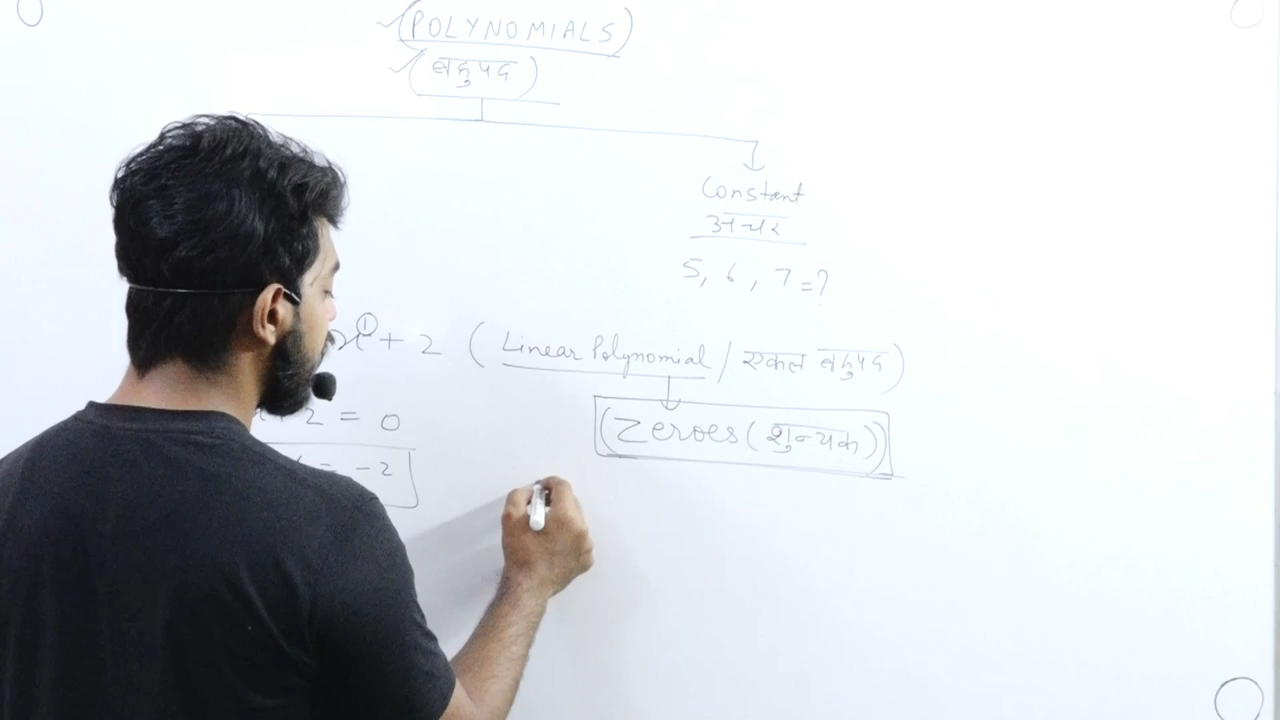 (POLYNOMIALS)
(बहुपद)
Constant
अचर
5, 6, 7 = ?
x¹ + 2 (Linear Polynomial / एकल बहुपद)
+ 2 = 0
(Zeroes (शुन्यक))
= -2